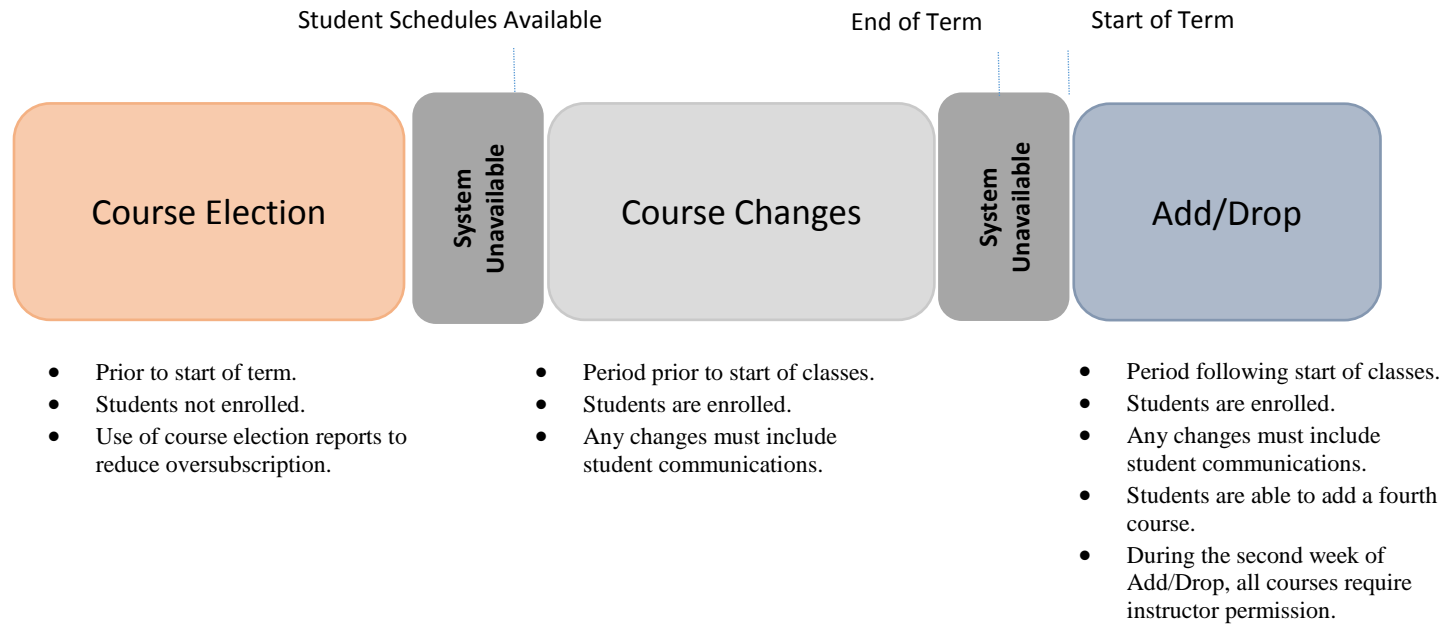 Student Schedules Available
End of Term
Start of Term
Course Election
System
Unavailable
Course Changes
System
Unavailable
Add/Drop
• Prior to start of term.
• Students not enrolled.
• Use of course election reports to
reduce oversubscription.
• Period prior to start of classes.
• Students are enrolled.
• Any changes must include
student communications.
• Period following start of classes.
• Students are enrolled.
• Any changes must include
student communications.
• Students are able to add a fourth
course.
• During the second week of
Add/Drop, all courses require
instructor permission.